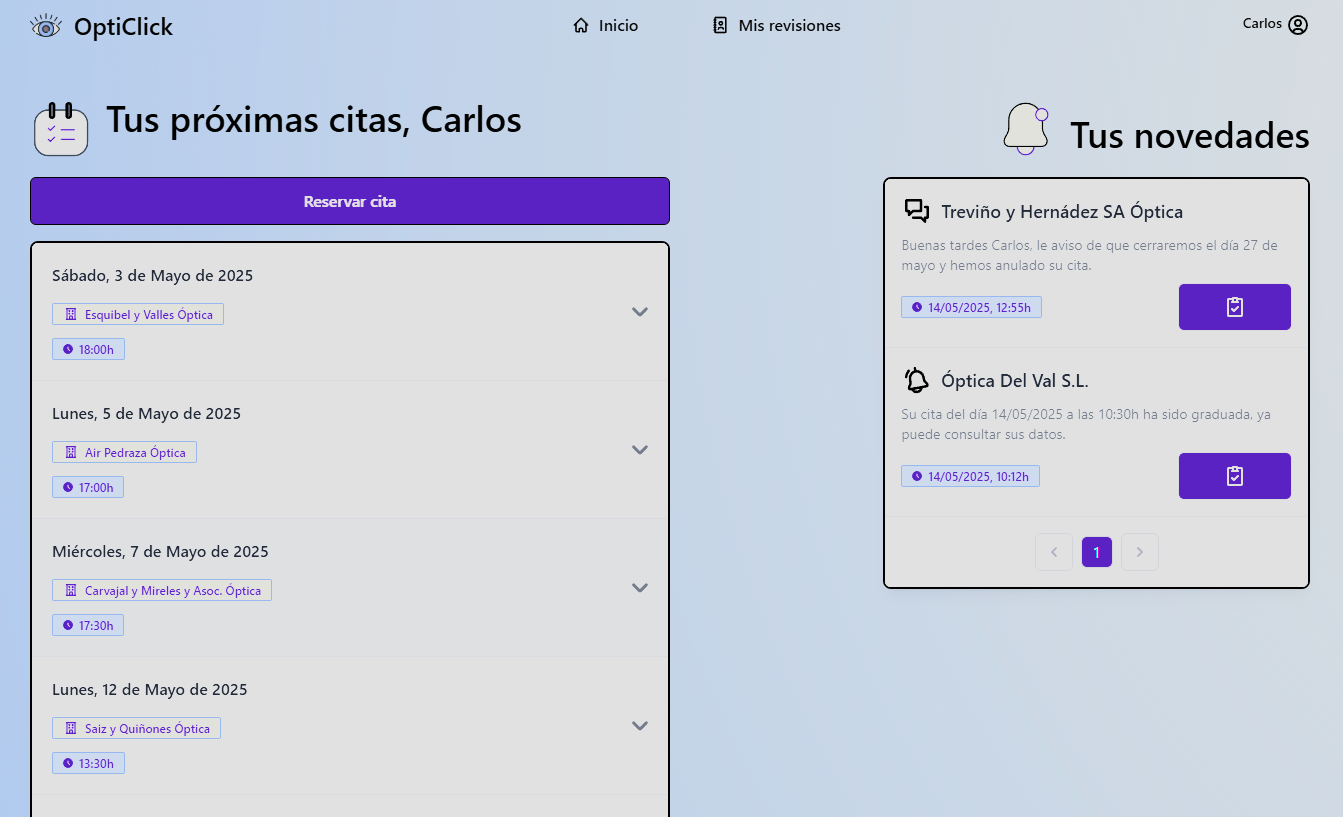 OptiClick
Inicio
Mis revisiones
Carlos
Tus próximas citas, Carlos
Reservar cita
Sábado, 3 de Mayo de 2025
Esquibel y Valles Óptica
18:00h
Lunes, 5 de Mayo de 2025
Air Pedraza Óptica
17:00h
Miércoles, 7 de Mayo de 2025
Carvajal y Mireles y Asoc. Óptica
17:30h
Lunes, 12 de Mayo de 2025
Saiz y Quiñones Óptica
13:30h
Tus novedades
Treviño y Hernádez SA Óptica
Buenas tardes Carlos, le aviso de que cerraremos el día 27 de
mayo y hemos anulado su cita.
14/05/2025, 12:55h
Óptica Del Val S.L.
Su cita del día 14/05/2025 a las 10:30h ha sido graduada, ya
puede consultar sus datos.
14/05/2025, 10:12h
1